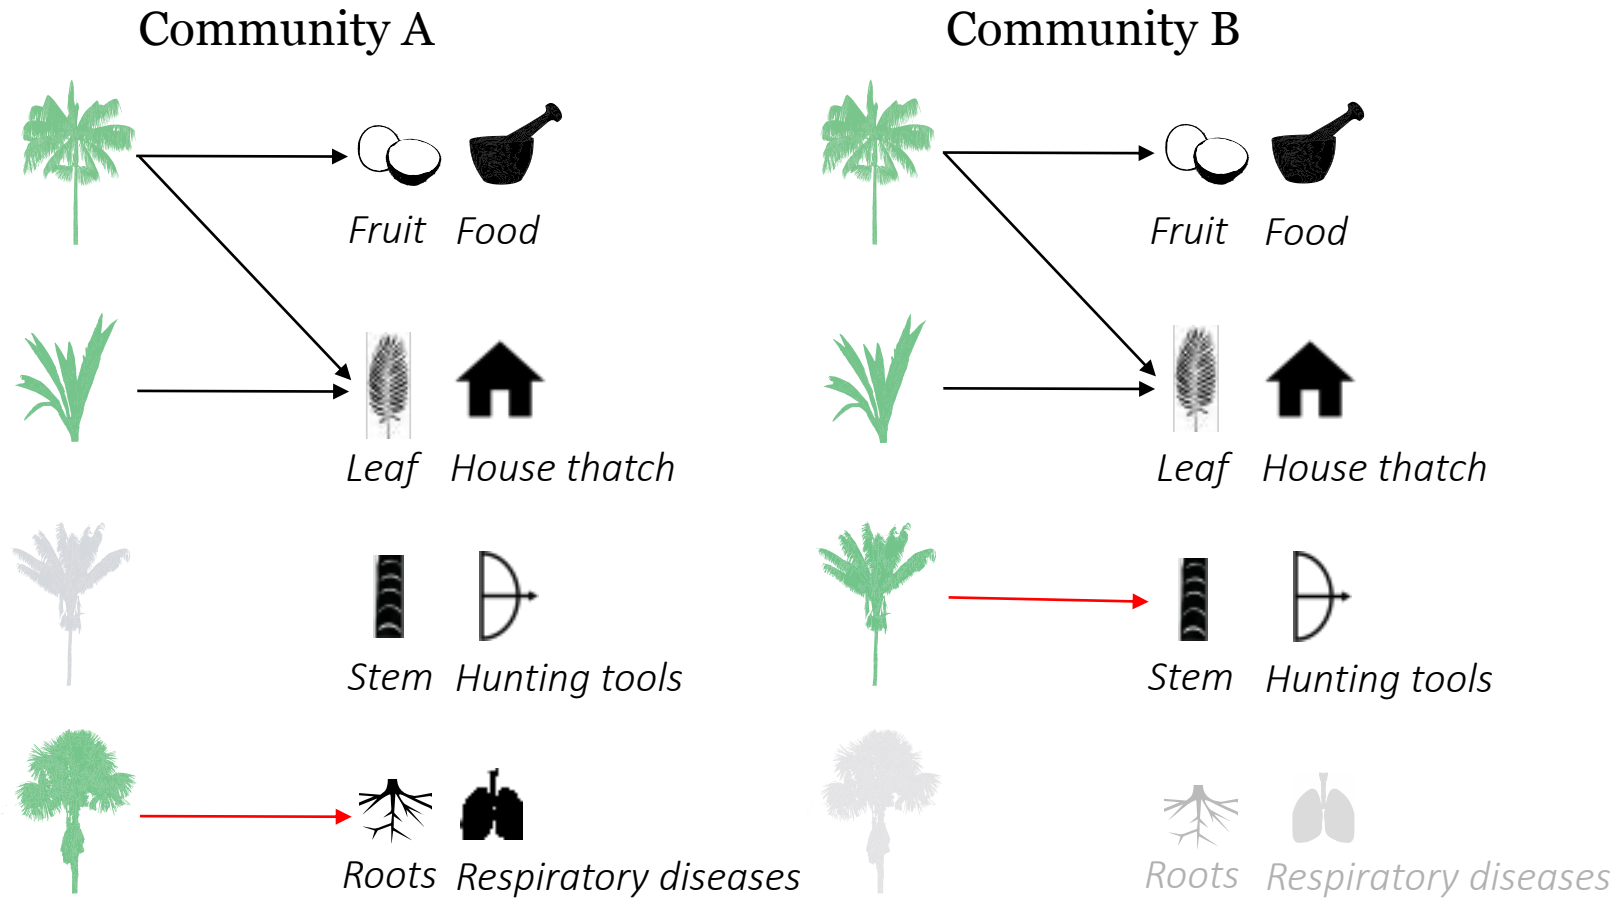 Community A
Community B
Fruit Food
Fruit Food
Leaf House thatch
Leaf House thatch
Stem Hunting tools
Stem Hunting tools
Roots Respiratory diseases
Roots Respiratory diseases